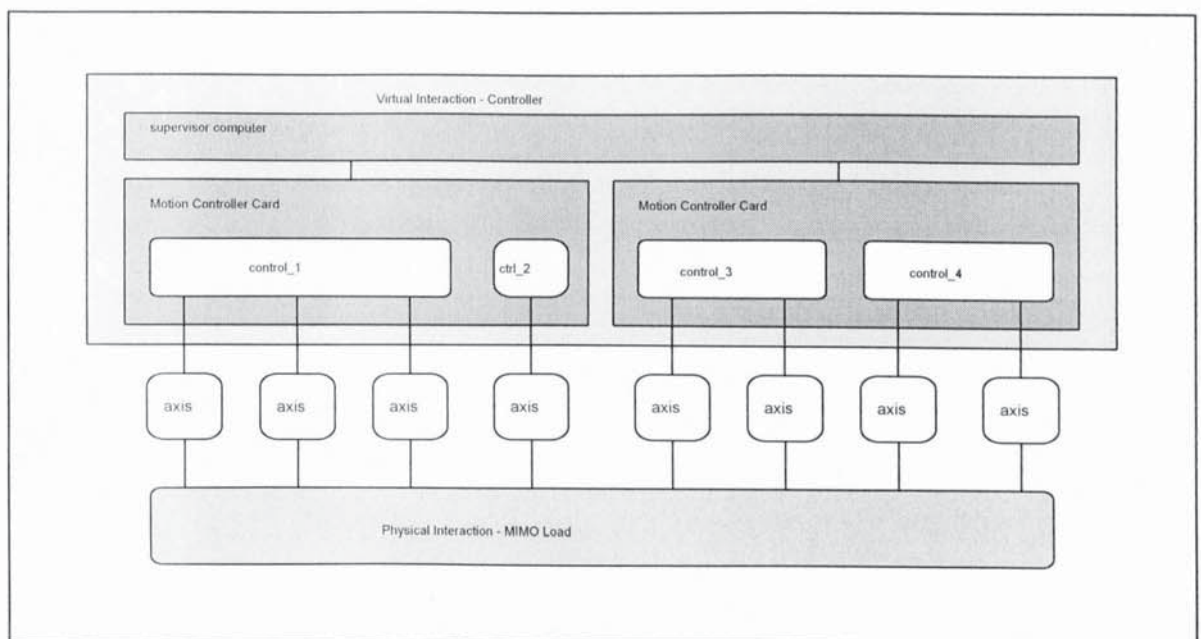 Virtual Interaction - Controller
supervisor computer
Motion Controller Card
Motion Controller Card
control_1
ctrl_2
control_3
control_4
axis
axis
axis
axis
axis
axis
axis
axis
Physical Interaction - MIMO Load